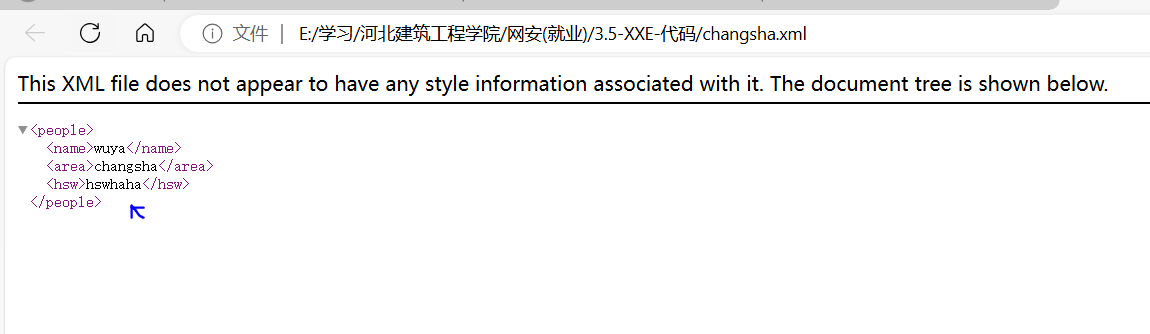 文件 | E:/学习/河北建筑工程学院/网安(就业)/3.5-XXE-代码/changsha.xml
This XML file does not appear to have any style information associated with it. The document tree is shown below.
▼<people>
<name>wuya</name>
<area>changsha</area>
<hsw>hswhaha</hsw>
</people>